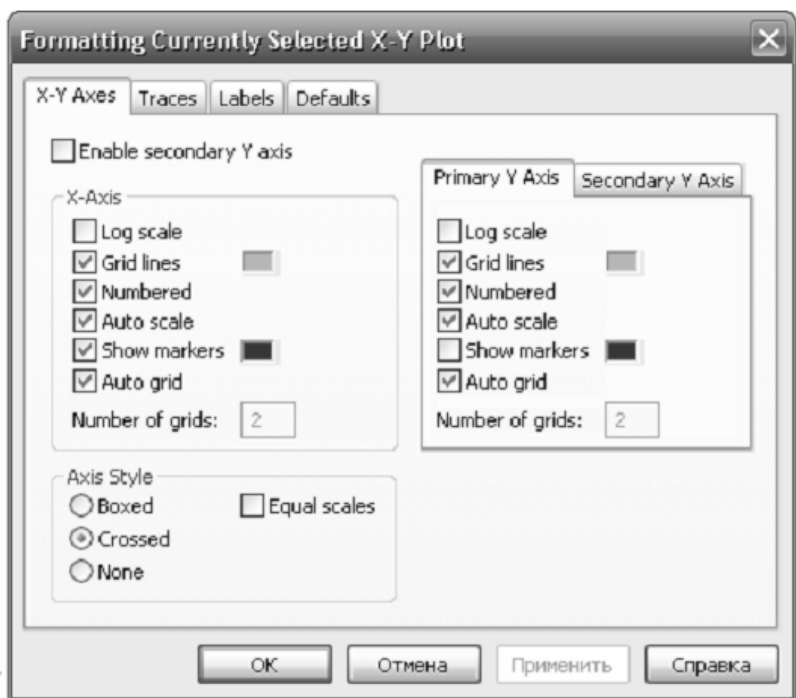 Formatting Currently Selected X-Y Plot
X-Y Axes Traces Labels Defaults
Enable secondary Y axis
X-Axis
Log scale
Grid lines
Numbered
Auto scale
Show markers
Auto grid
Number of grids: 2
Primary Y Axis Secondary Y Axis
Log scale
Grid lines
Numbered
Auto scale
Show markers
Auto grid
Number of grids: 2
Axis Style
Boxed Equal scales
Crossed
None
OK Отмена Применить Справка